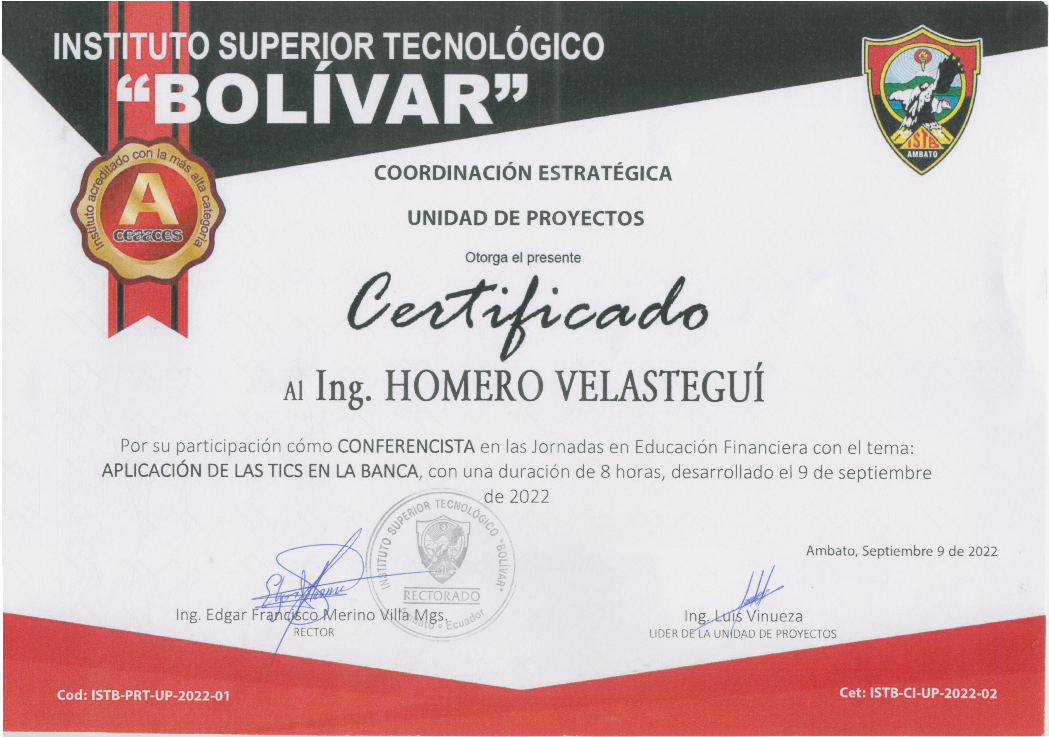 INSTITUTO SUPERIOR TECNOLÓGICO
“BOLÍVAR”
Instituto acreditado con la más alta categoría
A
ceaaces
ISTB
AMBATO
COORDINACIÓN ESTRATÉGICA
UNIDAD DE PROYECTOS
Otorga el presente
Certificado
Al Ing. HOMERO VELASTEGUÍ
Por su participación cómo CONFERENCISTA en las Jornadas en Educación Financiera con el tema:
APLICACIÓN DE LAS TICS EN LA BANCA, con una duración de 8 horas, desarrollado el 9 de septiembre
de 2022
INSTITUTO SUPERIOR TECNOLÓGICO "BOLÍVAR"
RECTORADO
Ambato - Ecuador
Ambato, Septiembre 9 de 2022
Ing. Edgar Francisco Merino Villa Mgs.
RECTOR
Ing. Luis Vinueza
LIDER DE LA UNIDAD DE PROYECTOS
Cod: ISTB-PRT-UP-2022-01
Cet: ISTB-CI-UP-2022-02